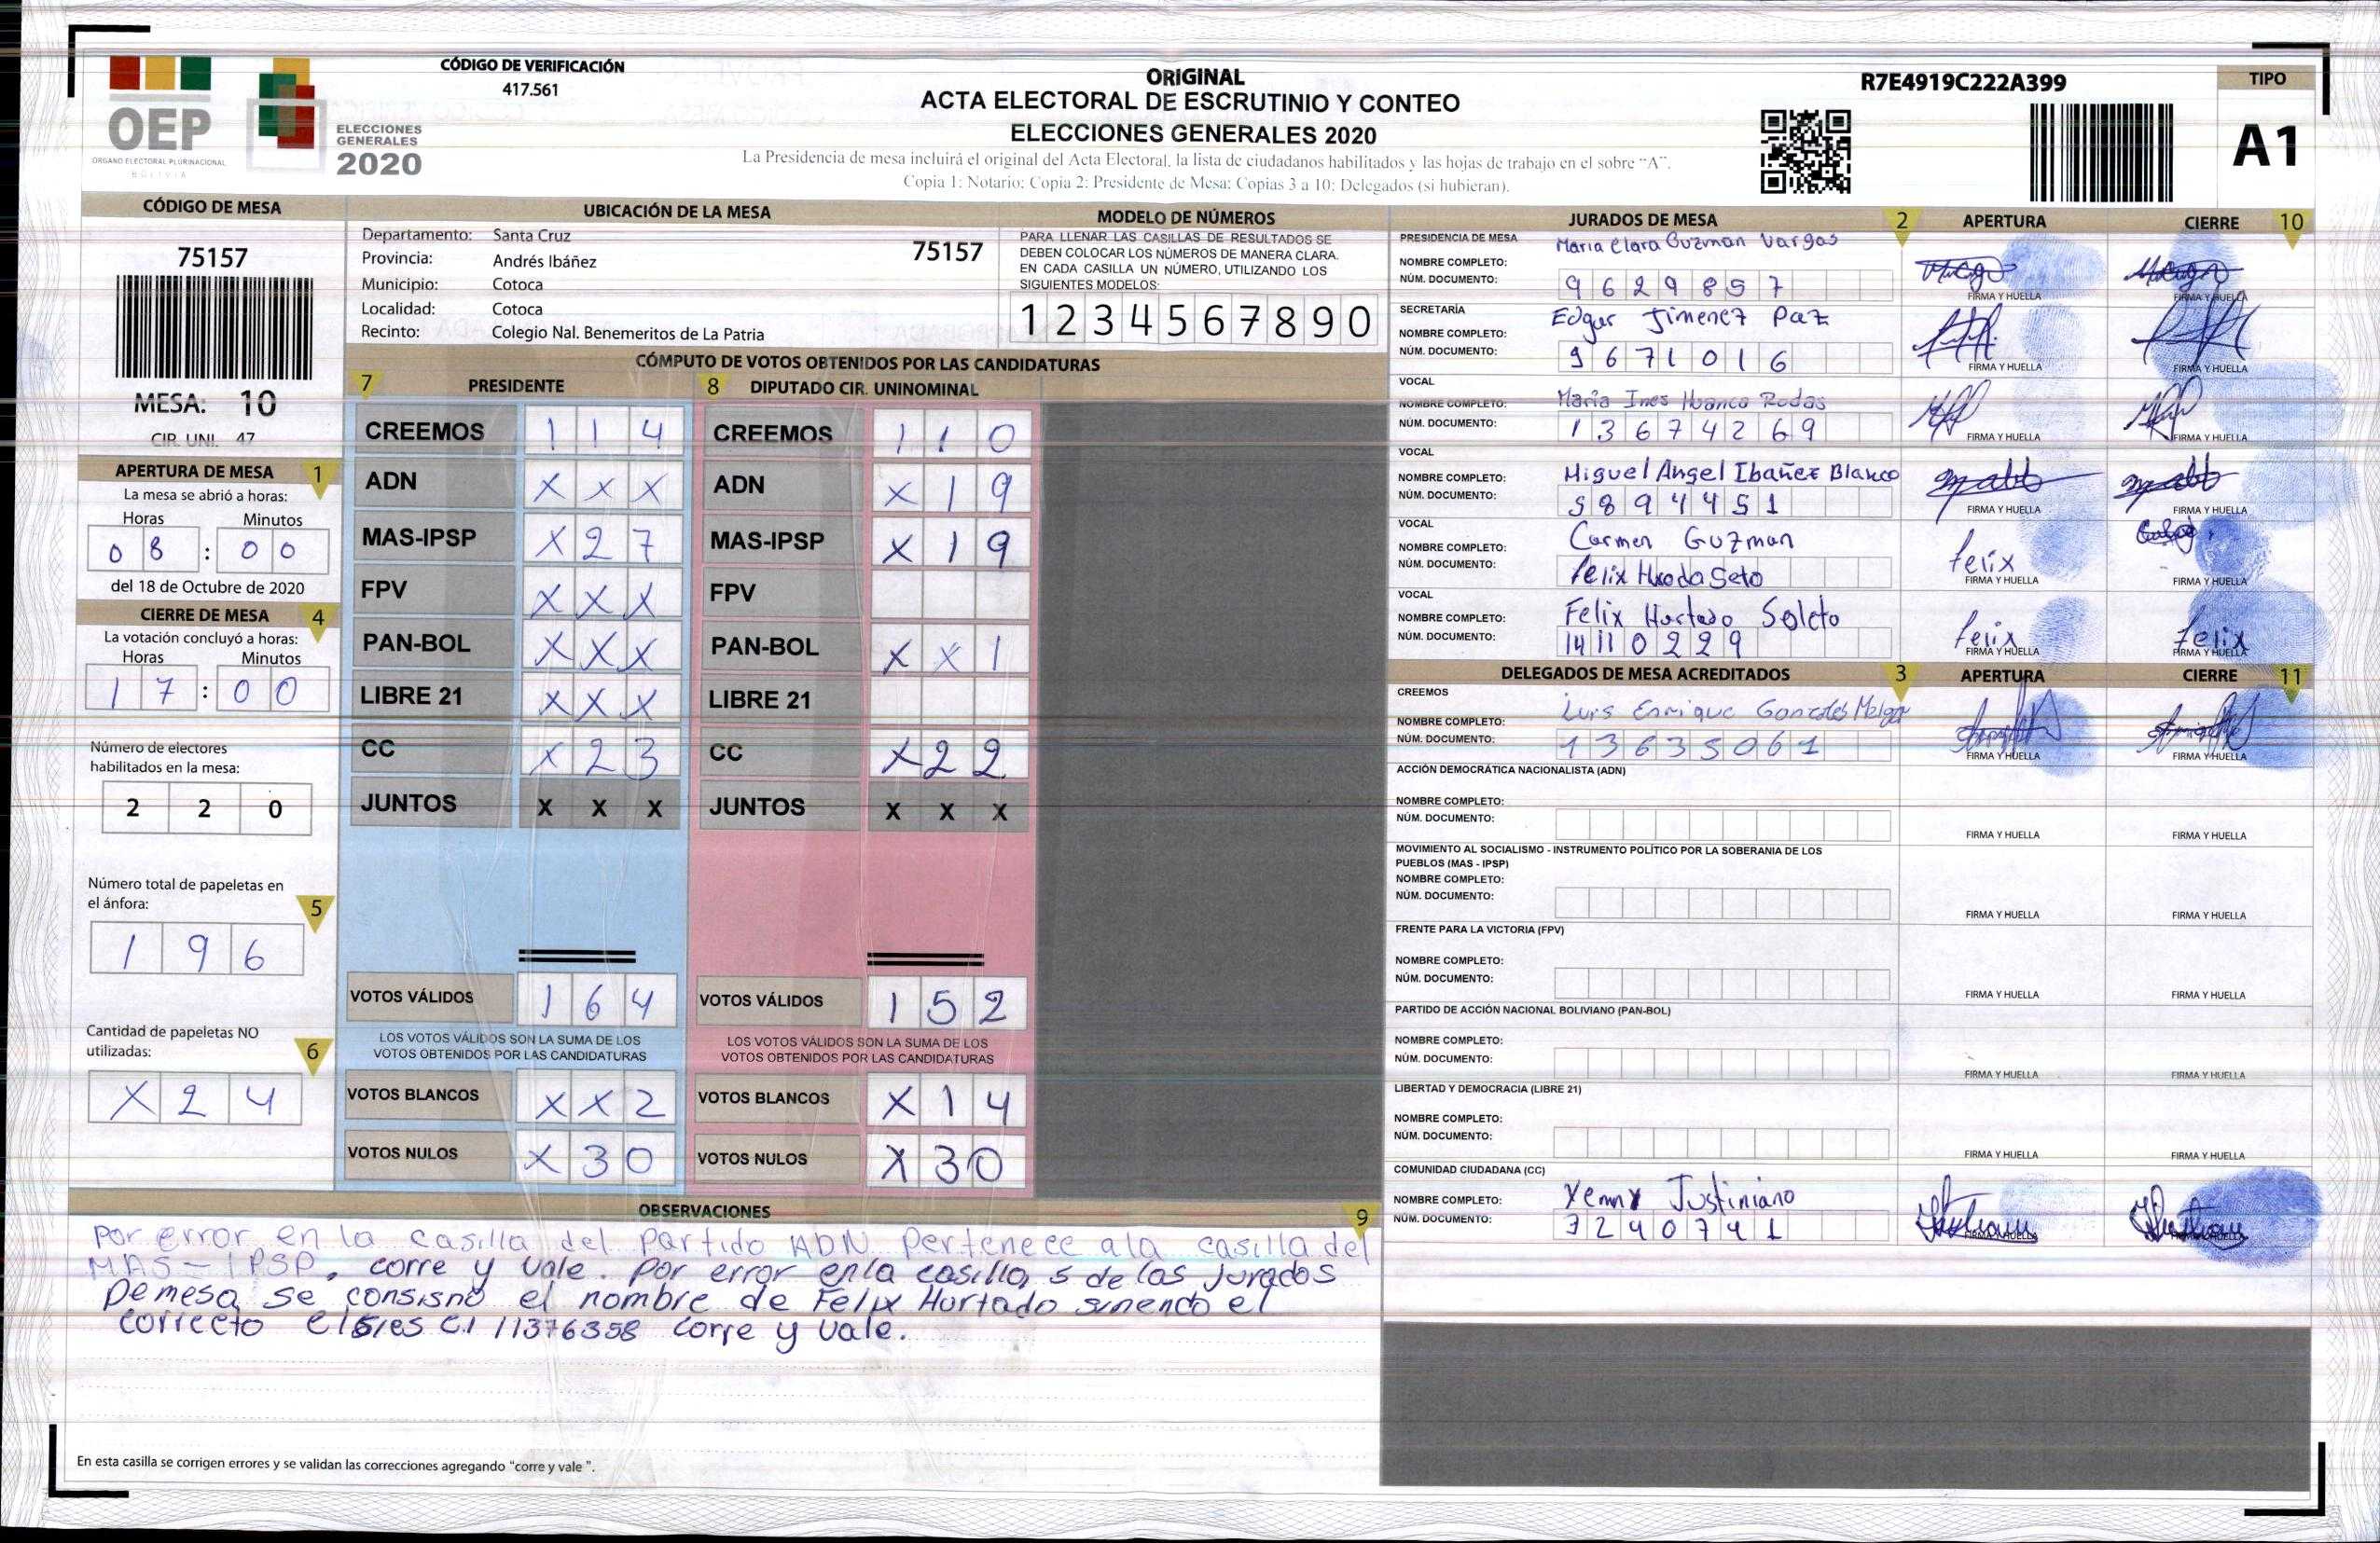 CÓDIGO DE VERIFICACIÓN
417.561
OEP
ORGANO ELECTORAL PLURINACIONAL
BOLIVIA
ELECCIONES
GENERALES
2020
ORIGINAL
ACTA ELECTORAL DE ESCRUTINIO Y CONTEO
ELECCIONES GENERALES 2020
La Presidencia de mesa incluirá el original del Acta Electoral, la lista de ciudadanos habilitados y las hojas de trabajo en el sobre "A".
Copia 1: Notario; Copia 2: Presidente de Mesa; Copias 3 a 10: Delegados (si hubieran).
R7E4919C222A399
TIPO
A1
CÓDIGO DE MESA
75157
MESA: 10
CIR. UNI. 47
APERTURA DE MESA 1
La mesa se abrió a horas:
Horas Minutos
0 8 : 0 0
del 18 de Octubre de 2020
CIERRE DE MESA 4
La votación concluyó a horas:
Horas Minutos
1 7 : 0 0
Número de electores
habilitados en la mesa:
2 2 0
Número total de papeletas en
el ánfora: 5
1 9 6
Cantidad de papeletas NO
utilizadas: 6
X 2 4
UBICACIÓN DE LA MESA
Departamento: Santa Cruz
75157
Provincia: Andrés Ibáñez
Municipio: Cotoca
Localidad: Cotoca
Recinto: Colegio Nal. Benemeritos de La Patria
MODELO DE NÚMEROS
PARA LLENAR LAS CASILLAS DE RESULTADOS SE
DEBEN COLOCAR LOS NÚMEROS DE MANERA CLARA.
EN CADA CASILLA UN NÚMERO, UTILIZANDO LOS
SIGUIENTES MODELOS:
1 2 3 4 5 6 7 8 9 0
CÓMPUTO DE VOTOS OBTENIDOS POR LAS CANDIDATURAS
7 PRESIDENTE
CREEMOS 1 1 4
ADN X X X
MAS-IPSP X 2 7
FPV X X X
PAN-BOL X X X
LIBRE 21 X X X
CC X 2 3
JUNTOS X X X
VOTOS VÁLIDOS 1 6 4
LOS VOTOS VÁLIDOS SON LA SUMA DE LOS
VOTOS OBTENIDOS POR LAS CANDIDATURAS
VOTOS BLANCOS X X 2
VOTOS NULOS X 3 0
8 DIPUTADO CIR. UNINOMINAL
CREEMOS 1 1 0
ADN X 1 9
MAS-IPSP X 1 9
FPV
PAN-BOL X X 1
LIBRE 21
CC X 2 2
JUNTOS X X X
VOTOS VÁLIDOS 1 5 2
LOS VOTOS VÁLIDOS SON LA SUMA DE LOS
VOTOS OBTENIDOS POR LAS CANDIDATURAS
VOTOS BLANCOS X 1 4
VOTOS NULOS X 3 0
OBSERVACIONES 9
Por error en la casilla del partido ADN pertenece ala casilla del
MAS-IPSP, corre y vale. Por error en la casilla 5 de las jurados
De mesa se consisno el nombre de Felix Hurtado el
correcto C.I 11376358 corre y vale.
En esta casilla se corrigen errores y se validan las correcciones agregando "corre y vale ".
JURADOS DE MESA 2 APERTURA CIERRE 10
PRESIDENCIA DE MESA
NOMBRE COMPLETO: Maria Clara Guzman Vargas
NÚM. DOCUMENTO: 9 6 2 9 8 5 7
FIRMA Y HUELLA FIRMA Y HUELLA
SECRETARÍA
NOMBRE COMPLETO: Edgar Jimenez Paz
NÚM. DOCUMENTO: 9 6 7 1 0 1 6
FIRMA Y HUELLA FIRMA Y HUELLA
VOCAL
NOMBRE COMPLETO: Maria Ines Huanca Rodas
NÚM. DOCUMENTO: 1 3 6 7 4 2 6 9
FIRMA Y HUELLA FIRMA Y HUELLA
VOCAL
NOMBRE COMPLETO: Miguel Angel Ibañez Blanco
NÚM. DOCUMENTO: 5 8 9 4 4 5 1
FIRMA Y HUELLA FIRMA Y HUELLA
VOCAL
NOMBRE COMPLETO: Carmen Guzman
NÚM. DOCUMENTO: Felix
felix
FIRMA Y HUELLA FIRMA Y HUELLA
VOCAL
NOMBRE COMPLETO: Felix Hurtado Soleto
NÚM. DOCUMENTO: 14110229
felix felix
FIRMA Y HUELLA FIRMA Y HUELLA
DELEGADOS DE MESA ACREDITADOS 3 APERTURA CIERRE 11
CREEMOS
NOMBRE COMPLETO: Luis Enrique Gonzales Melgar
NÚM. DOCUMENTO: 1 3 6 3 5 0 6 1
FIRMA Y HUELLA FIRMA Y HUELLA
ACCIÓN DEMOCRÁTICA NACIONALISTA (ADN)
NOMBRE COMPLETO:
NÚM. DOCUMENTO:
FIRMA Y HUELLA FIRMA Y HUELLA
MOVIMIENTO AL SOCIALISMO - INSTRUMENTO POLÍTICO POR LA SOBERANIA DE LOS
PUEBLOS (MAS - IPSP)
NOMBRE COMPLETO:
NÚM. DOCUMENTO:
FIRMA Y HUELLA FIRMA Y HUELLA
FRENTE PARA LA VICTORIA (FPV)
NOMBRE COMPLETO:
NÚM. DOCUMENTO:
FIRMA Y HUELLA FIRMA Y HUELLA
PARTIDO DE ACCIÓN NACIONAL BOLIVIANO (PAN-BOL)
NOMBRE COMPLETO:
NÚM. DOCUMENTO:
FIRMA Y HUELLA FIRMA Y HUELLA
LIBERTAD Y DEMOCRACIA (LIBRE 21)
NOMBRE COMPLETO:
NÚM. DOCUMENTO:
FIRMA Y HUELLA FIRMA Y HUELLA
COMUNIDAD CIUDADANA (CC)
NOMBRE COMPLETO: Yenny Justiniano
NÚM. DOCUMENTO: 7 2 4 0 7 4 1